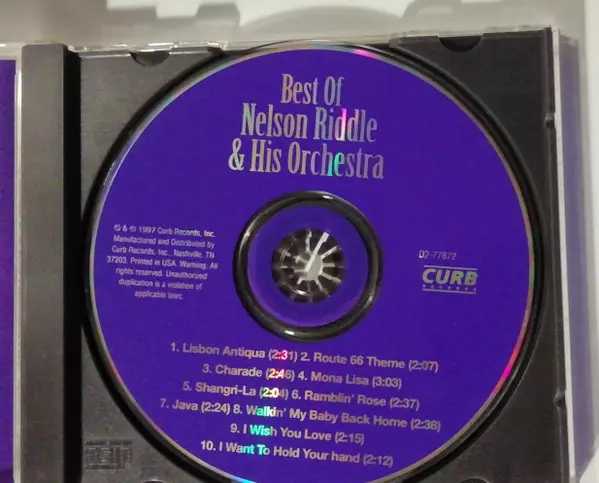 Best Of
Nelson Riddle
& His Orchestra
© & ℗ 1997 Curb Records, Inc.
Manufactured and Distributed by
Curb Records, Inc., Nashville, TN
37203. Printed in USA. Warning: All
rights reserved. Unauthorized
duplication is a violation of
applicable laws.
D2-77872
CURB
RECORDS
1. Lisbon Antiqua (2:31) 2. Route 66 Theme (2:07)
3. Charade (2:46) 4. Mona Lisa (3:03)
5. Shangri-La (2:04) 6. Ramblin' Rose (2:37)
7. Java (2:24) 8. Walkin' My Baby Back Home (2:38)
9. I Wish You Love (2:15)
10. I Want To Hold Your hand (2:12)